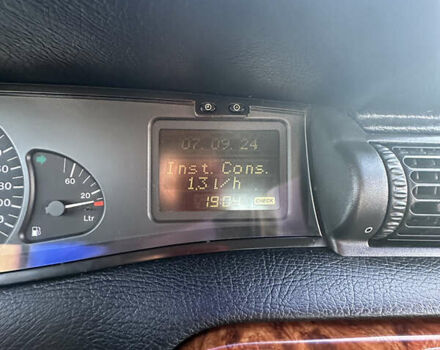 07.09.24
Inst. Cons.
1.3 l/h
19:04
CHECK
60
20
Ltr